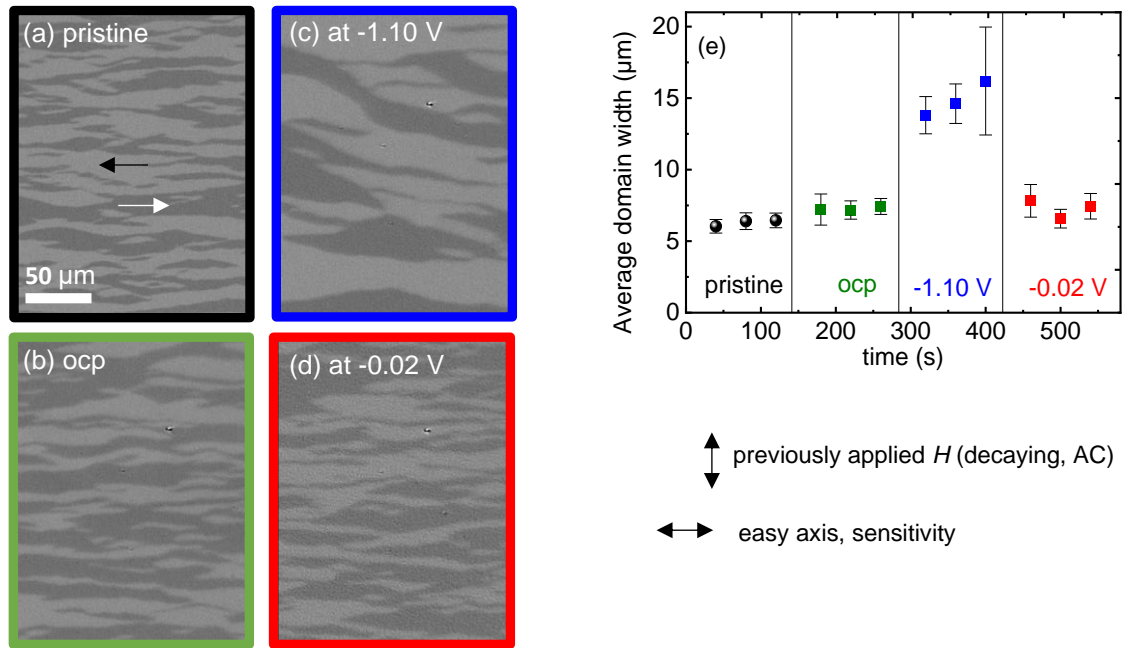 (a) pristine
50 µm
(c) at -1.10 V
(b) ocp
(d) at -0.02 V
(e)
Average domain width (µm)
20
15
10
5
0
pristine
ocp
-1.10 V
-0.02 V
0 100 200 300 400 500
time (s)
previously applied H (decaying, AC)
easy axis, sensitivity